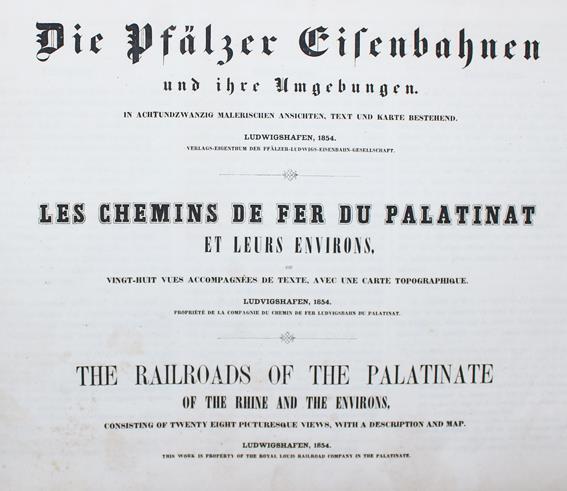 Die Pfälzer Eiſenbahnen
und ihre Umgebungen.
IN ACHTUNDZWANZIG MALERISCHEN ANSICHTEN, TEXT UND KARTE BESTEHEND.
LUDWIGSHAFEN, 1854.
VERLAGS-EIGENTHUM DER PFÄLZER-LUDWIGS-EISENBAHN-GESELLSCHAFT.
LES CHEMINS DE FER DU PALATINAT
ET LEURS ENVIRONS,
OU
VINGT-HUIT VUES ACCOMPAGNÉES DE TEXTE, AVEC UNE CARTE TOPOGRAPHIQUE.
LUDVIGSHAFEN, 1854.
PROPRIÉTÉ DE LA COMPAGNIE DU CHEMIN DE FER LUDVIGSBAHN DU PALATINAT.
THE RAILROADS OF THE PALATINATE
OF THE RHINE AND THE ENVIRONS,
CONSISTING OF TWENTY EIGHT PICTURESQUE VIEWS, WITH A DESCRIPTION AND MAP.
LUDWIGSHAFEN, 1854.
THIS WORK IS PROPERTY OF THE ROYAL LOUIS RAILROAD COMPANY IN THE PALATINATE.